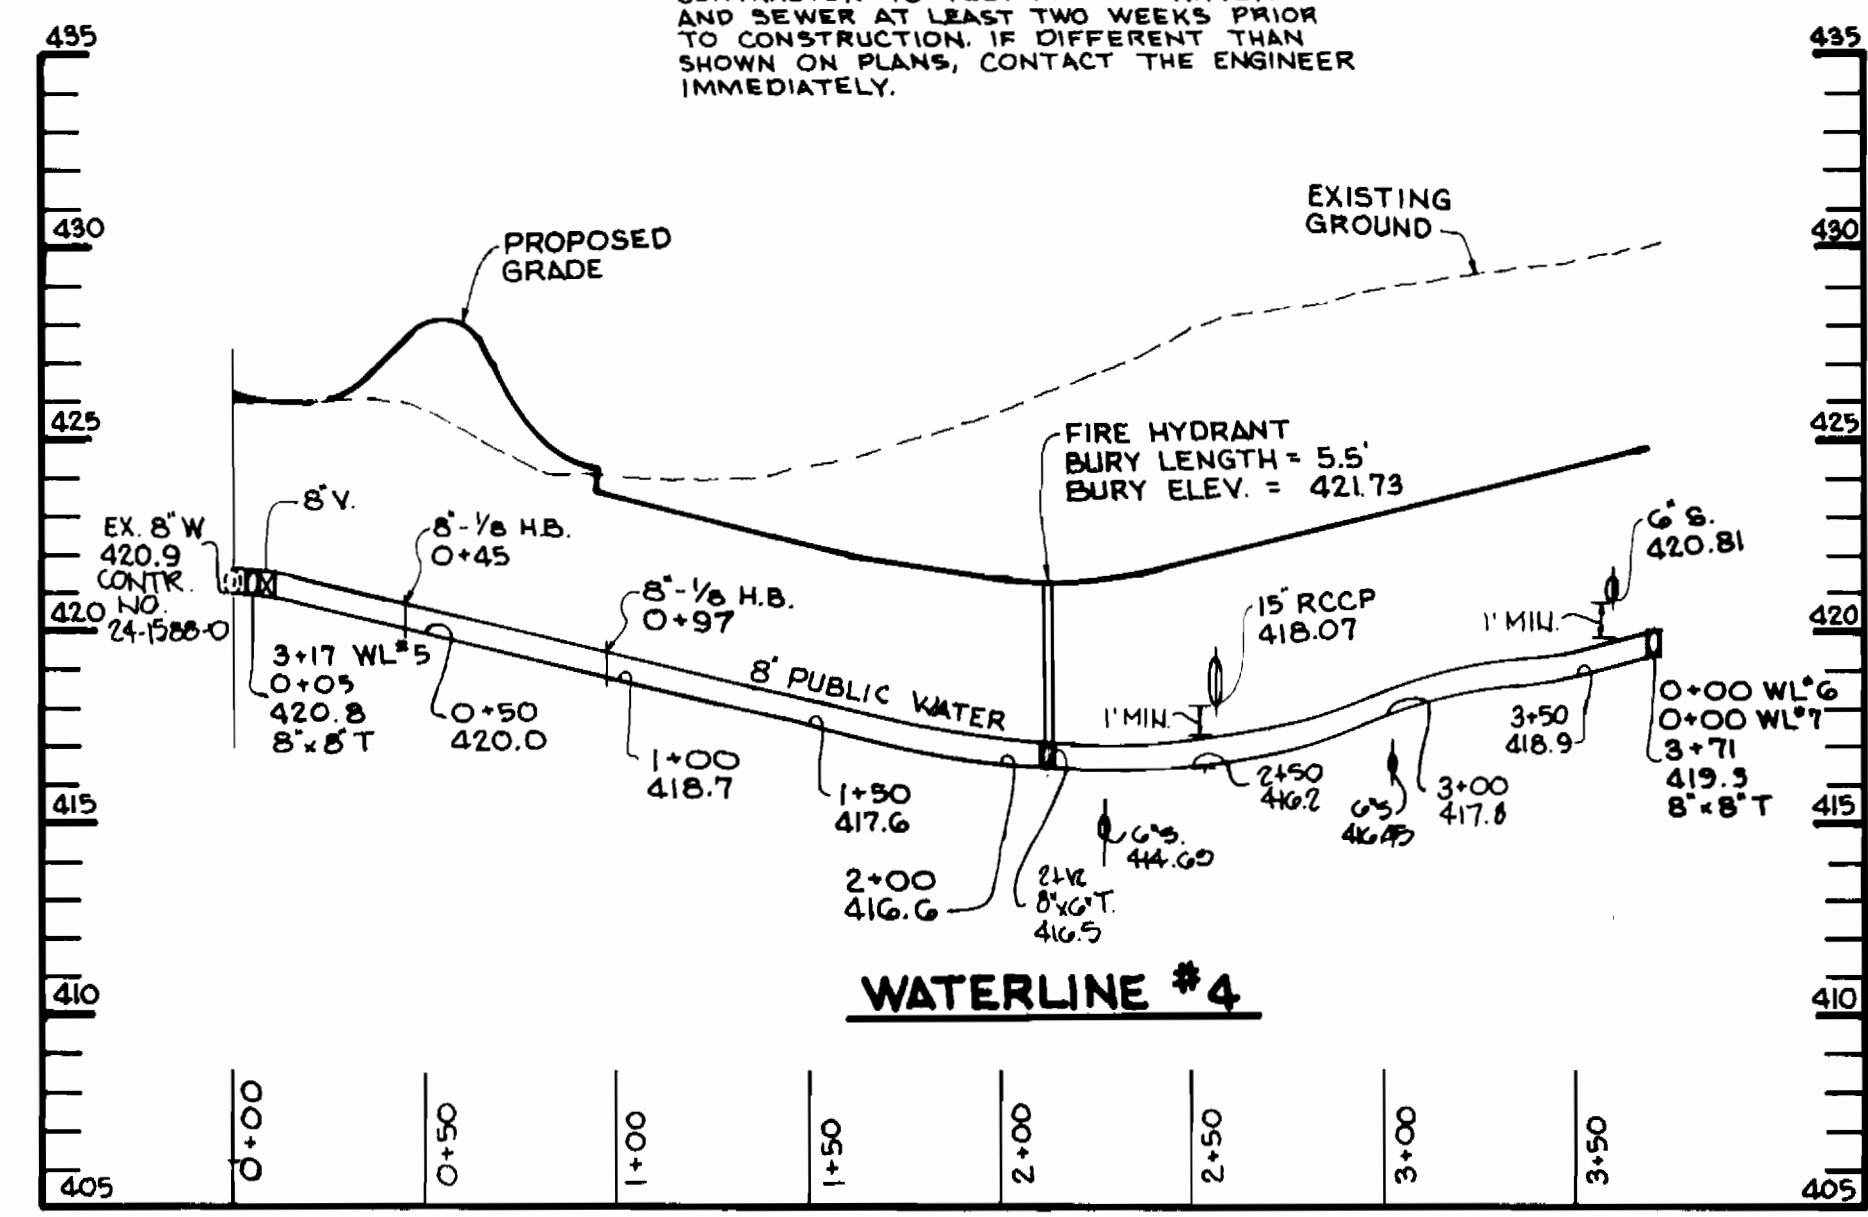 AND SEWER AT LEAST TWO WEEKS PRIOR
TO CONSTRUCTION. IF DIFFERENT THAN
SHOWN ON PLANS, CONTACT THE ENGINEER
IMMEDIATELY.
435
435
430
430
425
425
420
420
415
415
410
410
405
405
PROPOSED
GRADE
EXISTING
GROUND
FIRE HYDRANT
BURY LENGTH = 5.5'
BURY ELEV. = 421.73
8" V.
EX. 8" W
420.9
CONTR.
NO.
24-1588-D
8"-1/8 H.B.
0+45
8"-1/8 H.B.
0+97
3+17 WL#5
0+05
420.8
8"x8" T
0+50
420.0
1+00
418.7
8" PUBLIC WATER
1+50
417.6
2+00
416.6
2+12
8"x6" T.
416.5
6"S.
414.69
1' MIN.
15" RCCP
418.07
2+50
416.2
6"S
416.45
3+00
417.8
3+50
418.9
1' MIN.
6" S.
420.81
0+00 WL#6
0+00 WL#7
3+71
419.3
8"x8" T
WATERLINE #4
0+00
0+50
1+00
1+50
2+00
2+50
3+00
3+50